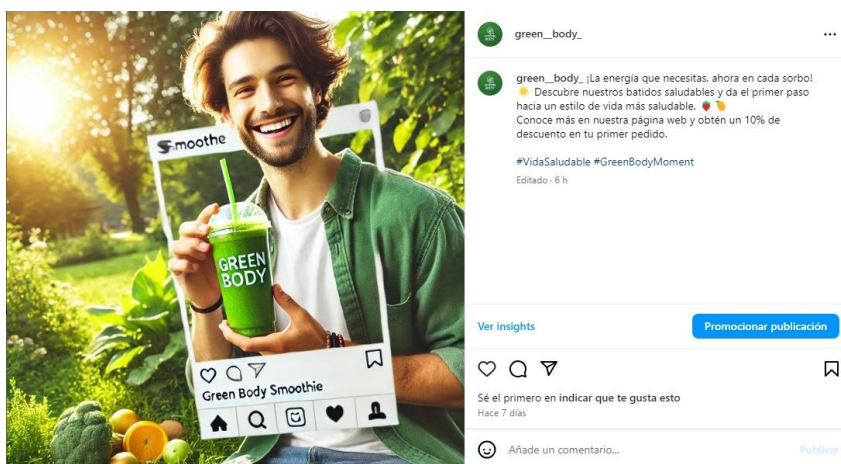 Smoothe
GREEN
BODY
Green Body Smoothie
green__body_
green__body_ ¡La energía que necesitas, ahora en cada sorbo!
☀️ Descubre nuestros batidos saludables y da el primer paso
hacia un estilo de vida más saludable. 🍓🍊
Conoce más en nuestra página web y obtén un 10% de
descuento en tu primer pedido.
#VidaSaludable #GreenBodyMoment
Editado · 6 h
Ver insights
Promocionar publicación
Sé el primero en indicar que te gusta esto
Hace 7 días
Añade un comentario...
Publicar